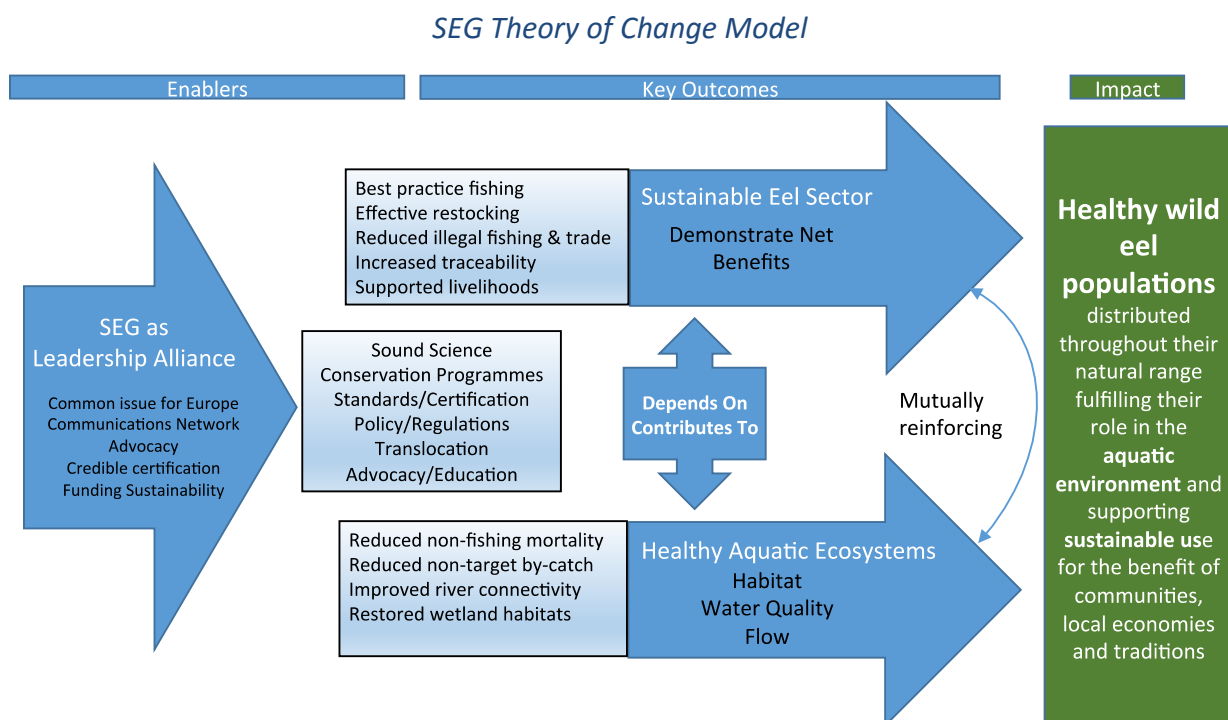 SEG Theory of Change Model
Enablers
Key Outcomes
Impact
SEG as
Leadership Alliance
Common issue for Europe
Communications Network
Advocacy
Credible certification
Funding Sustainability
Best practice fishing
Effective restocking
Reduced illegal fishing & trade
Increased traceability
Supported livelihoods
Sustainable Eel Sector
Demonstrate Net
Benefits
Sound Science
Conservation Programmes
Standards/Certification
Policy/Regulations
Translocation
Advocacy/Education
Depends On
Contributes To
Mutually
reinforcing
Reduced non-fishing mortality
Reduced non-target by-catch
Improved river connectivity
Restored wetland habitats
Healthy Aquatic Ecosystems
Habitat
Water Quality
Flow
Healthy wild
eel
populations
distributed
throughout their
natural range
fulfilling their
role in the
aquatic
environment and
supporting
sustainable use
for the benefit of
communities,
local economies
and traditions